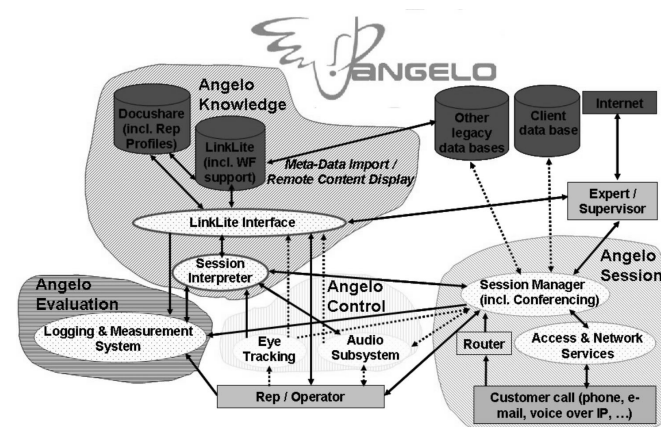 ANGELO
Angelo
Knowledge
Docushare
(incl. Rep
Profiles)
LinkLite
(incl. WF
support)
Other
legacy
data bases
Client
data base
Internet
Meta-Data Import /
Remote Content Display
Expert /
Supervisor
LinkLite Interface
Session
Interpreter
Angelo
Evaluation
Angelo
Control
Session Manager
(incl. Conferencing)
Angelo
Session
Logging & Measurement
System
Eye
Tracking
Audio
Subsystem
Router
Access & Network
Services
Rep / Operator
Customer call (phone, e-
mail, voice over IP, ...)